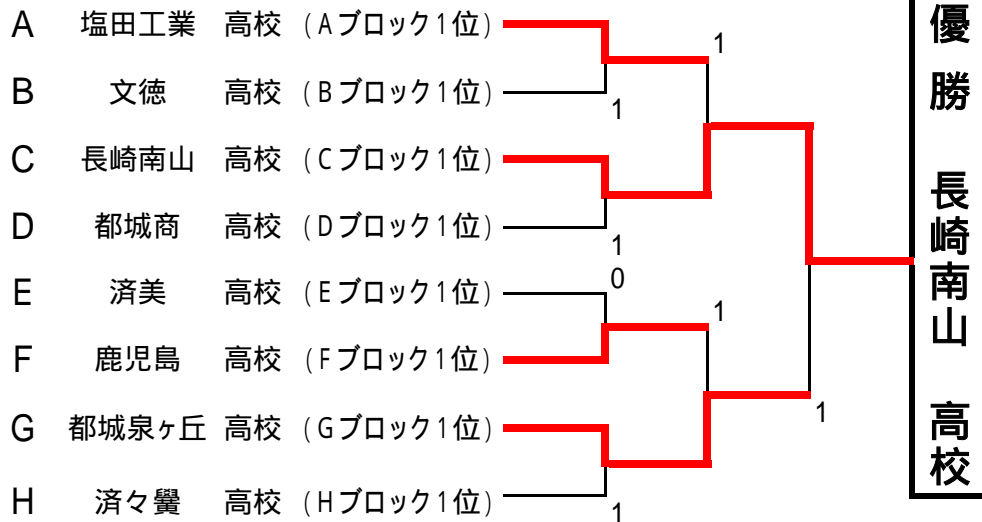 A 塩田工業 高校 (Aブロック1位)
1
B 文徳 高校 (Bブロック1位)
1
C 長崎南山 高校 (Cブロック1位)
D 都城商 高校 (Dブロック1位)
1
0
E 済美 高校 (Eブロック1位)
1
F 鹿児島 高校 (Fブロック1位)
1
G 都城泉ヶ丘 高校 (Gブロック1位)
H 済々黌 高校 (Hブロック1位)
1
優勝 長崎南山 高校